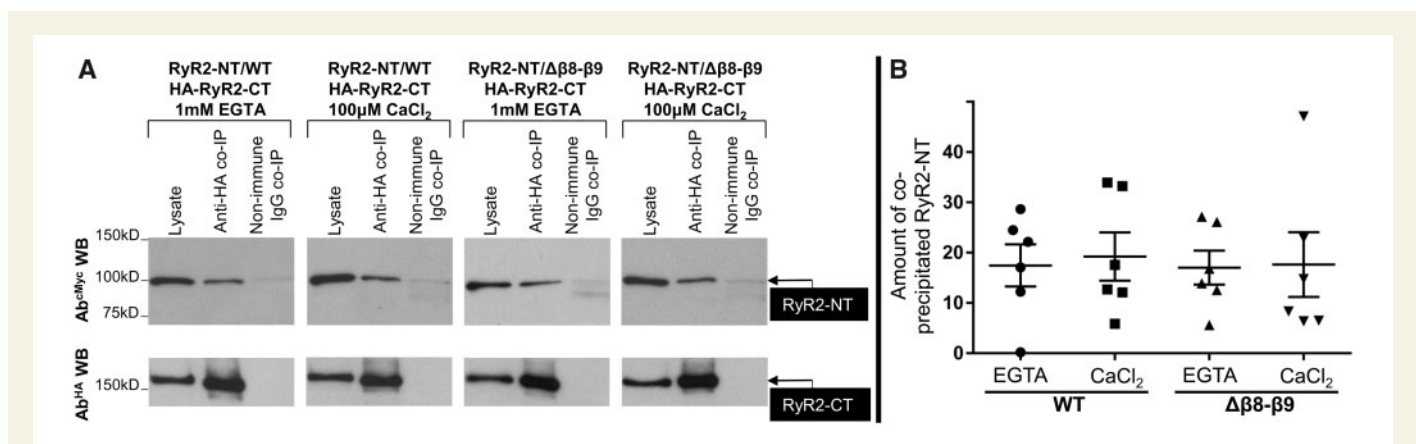 A
RyR2-NT/WT
HA-RyR2-CT
1mM EGTA
RyR2-NT/WT
HA-RyR2-CT
100µM CaCl₂
RyR2-NT/Δβ8-β9
HA-RyR2-CT
1mM EGTA
RyR2-NT/Δβ8-β9
HA-RyR2-CT
100µM CaCl₂
Lysate
Anti-HA co-IP
Non-immune
IgG co-IP
Lysate
Anti-HA co-IP
Non-immune
IgG co-IP
Lysate
Anti-HA co-IP
Non-immune
IgG co-IP
Lysate
Anti-HA co-IP
Non-immune
IgG co-IP
Abᶜᴹʸᶜ WB
150kD
100kD
75kD
RyR2-NT
Abᴴᴬ WB
150kD
RyR2-CT
B
Amount of co-
precipitated RyR2-NT
40
30
20
10
0
EGTA
CaCl₂
EGTA
CaCl₂
WT
Δβ8-β9